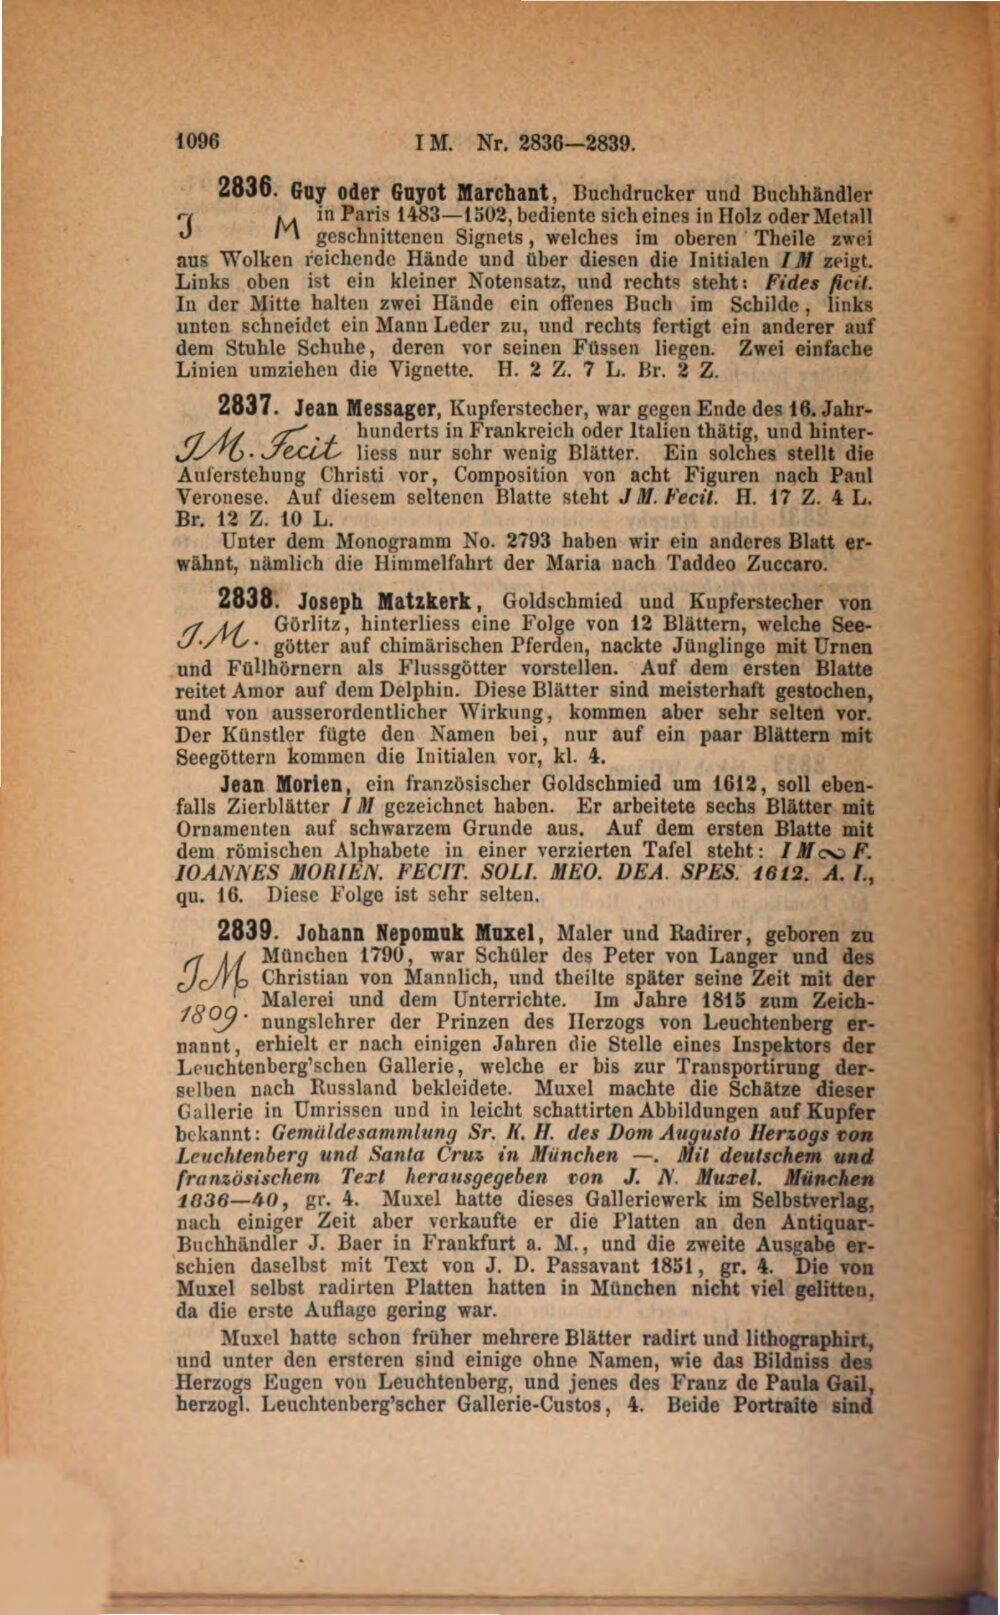 1096 I M. Nr. 2836—2839.
2836. Guy oder Guyot Marchant, Buchdrucker und Buchhändler
J M in Paris 1483—1502, bediente sich eines in Holz oder Metall
geschnittenen Signets, welches im oberen Theile zwei
aus Wolken reichende Hände und über diesen die Initialen I M zeigt.
Links oben ist ein kleiner Notensatz, und rechts steht: Fides ficit.
In der Mitte halten zwei Hände ein offenes Buch im Schilde, links
unten schneidet ein Mann Leder zu, und rechts fertigt ein anderer auf
dem Stuhle Schuhe, deren vor seinen Füssen liegen. Zwei einfache
Linien umziehen die Vignette. H. 2 Z. 7 L. Br. 2 Z.
2837. Jean Messager, Kupferstecher, war gegen Ende des 16. Jahr-
hunderts in Frankreich oder Italien thätig, und hinter-
JM. Fecit liess nur sehr wenig Blätter. Ein solches stellt die
Auferstehung Christi vor, Composition von acht Figuren nach Paul
Veronese. Auf diesem seltenen Blatte steht J M. Fecit. H. 17 Z. 4 L.
Br. 12 Z. 10 L.
Unter dem Monogramm No. 2793 haben wir ein anderes Blatt er-
wähnt, nämlich die Himmelfahrt der Maria nach Taddeo Zuccaro.
2838. Joseph Matzkerk, Goldschmied und Kupferstecher von
J.M. Görlitz, hinterliess eine Folge von 12 Blättern, welche See-
götter auf chimärischen Pferden, nackte Jünglinge mit Urnen
und Füllhörnern als Flussgötter vorstellen. Auf dem ersten Blatte
reitet Amor auf dem Delphin. Diese Blätter sind meisterhaft gestochen,
und von ausserordentlicher Wirkung, kommen aber sehr selten vor.
Der Künstler fügte den Namen bei, nur auf ein paar Blättern mit
Seegöttern kommen die Initialen vor, kl. 4.
Jean Morien, ein französischer Goldschmied um 1612, soll eben-
falls Zierblätter I M gezeichnet haben. Er arbeitete sechs Blätter mit
Ornamenten auf schwarzem Grunde aus. Auf dem ersten Blatte mit
dem römischen Alphabete in einer verzierten Tafel steht: I M∾F.
IOANNES MORIEN. FECIT. SOLI. MEO. DEA. SPES. 1612. A. I.,
qu. 16. Diese Folge ist sehr selten.
2839. Johann Nepomuk Muxel, Maler und Radirer, geboren zu
JM München 1790, war Schüler des Peter von Langer und des
Christian von Mannlich, und theilte später seine Zeit mit der
Malerei und dem Unterrichte. Im Jahre 1815 zum Zeich-
1809. nungslehrer der Prinzen des Herzogs von Leuchtenberg er-
nannt, erhielt er nach einigen Jahren die Stelle eines Inspektors der
Leuchtenberg'schen Gallerie, welche er bis zur Transportirung der-
selben nach Russland bekleidete. Muxel machte die Schätze dieser
Gallerie in Umrissen und in leicht schattirten Abbildungen auf Kupfer
bekannt: Gemäldesammlung Sr. K. H. des Dom Augusto Herzogs von
Leuchtenberg und Santa Cruz in München —. Mit deutschem und
französischem Text herausgegeben von J. N. Muxel. München
1836—40, gr. 4. Muxel hatte dieses Galleriewerk im Selbstverlag,
nach einiger Zeit aber verkaufte er die Platten an den Antiquar-
Buchhändler J. Baer in Frankfurt a. M., und die zweite Ausgabe er-
schien daselbst mit Text von J. D. Passavant 1851, gr. 4. Die von
Muxel selbst radirten Platten hatten in München nicht viel gelitten,
da die erste Auflage gering war.
Muxel hatte schon früher mehrere Blätter radirt und lithographirt,
und unter den ersteren sind einige ohne Namen, wie das Bildniss des
Herzogs Eugen von Leuchtenberg, und jenes des Franz de Paula Gail,
herzogl. Leuchtenberg'scher Gallerie-Custos, 4. Beide Portraite sind